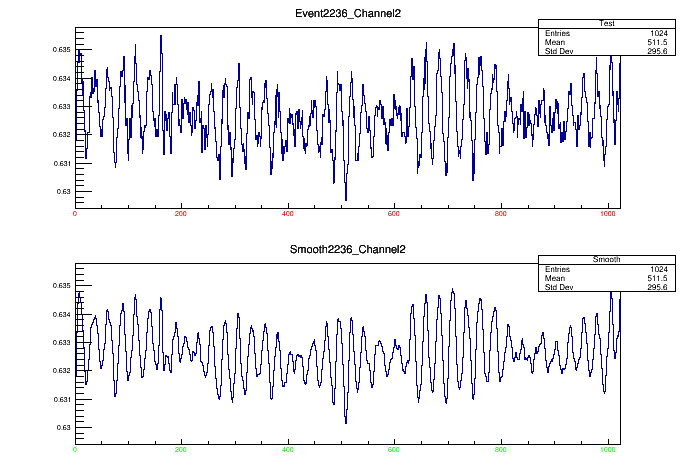 Event2236_Channel2
Test
Entries 1024
Mean 511.5
Std Dev 295.6
0.635
0.634
0.633
0.632
0.631
0.63
0 200 400 600 800 1000
Smooth2236_Channel2
Smooth
Entries 1024
Mean 511.5
Std Dev 295.6
0.635
0.634
0.633
0.632
0.631
0.63
0 200 400 600 800 1000